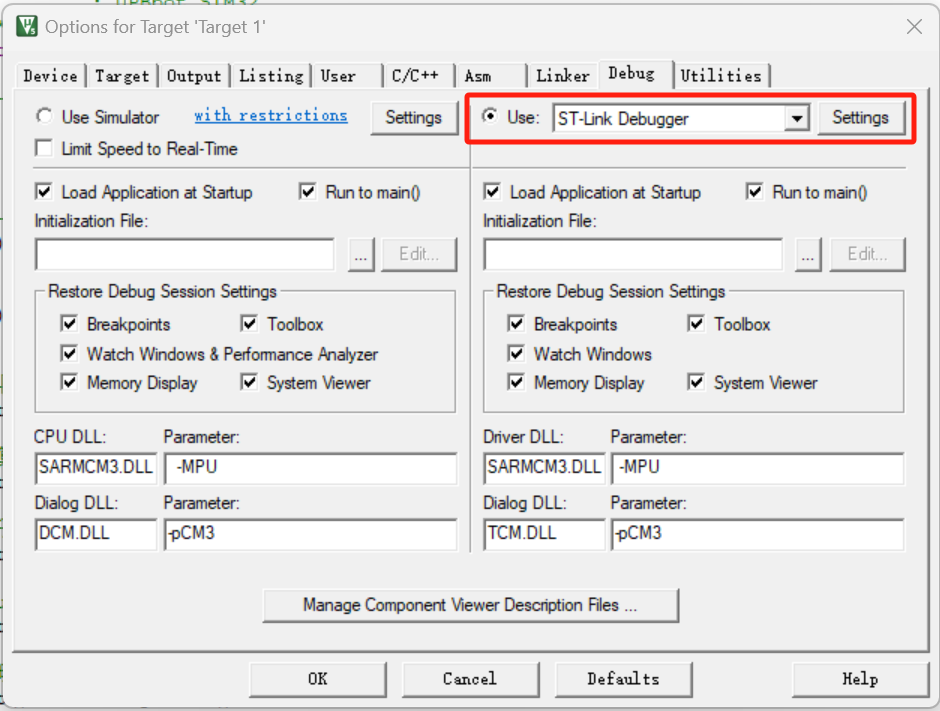 Options for Target 'Target 1'
Device Target Output Listing User C/C++ Asm Linker Debug Utilities
Use Simulator with restrictions Settings
Limit Speed to Real-Time
Use: ST-Link Debugger Settings
Load Application at Startup Run to main()
Initialization File:
... Edit...
Restore Debug Session Settings
Breakpoints Toolbox
Watch Windows & Performance Analyzer
Memory Display System Viewer
CPU DLL: Parameter:
SARMCM3.DLL -MPU
Dialog DLL: Parameter:
DCM.DLL -pCM3
Load Application at Startup Run to main()
Initialization File:
... Edit...
Restore Debug Session Settings
Breakpoints Toolbox
Watch Windows
Memory Display System Viewer
Driver DLL: Parameter:
SARMCM3.DLL -MPU
Dialog DLL: Parameter:
TCM.DLL -pCM3
Manage Component Viewer Description Files ...
OK Cancel Defaults Help